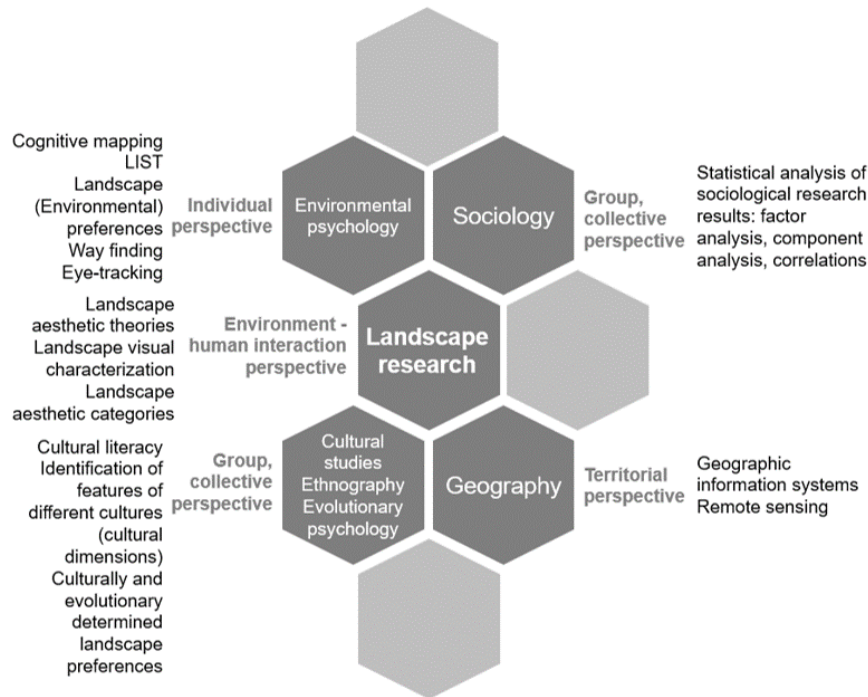 Cognitive mapping
LIST
Landscape
(Environmental)
preferences
Way finding
Eye-tracking
Individual
perspective
Environmental
psychology
Sociology
Group,
collective
perspective
Statistical analysis of
sociological research
results: factor
analysis, component
analysis, correlations
Landscape
aesthetic theories
Landscape visual
characterization
Landscape
aesthetic categories
Environment -
human interaction
perspective
Landscape
research
Cultural literacy
Identification of
features of
different cultures
(cultural
dimensions)
Culturally and
evolutionary
determined
landscape
preferences
Group,
collective
perspective
Cultural
studies
Ethnography
Evolutionary
psychology
Geography
Territorial
perspective
Geographic
information systems
Remote sensing